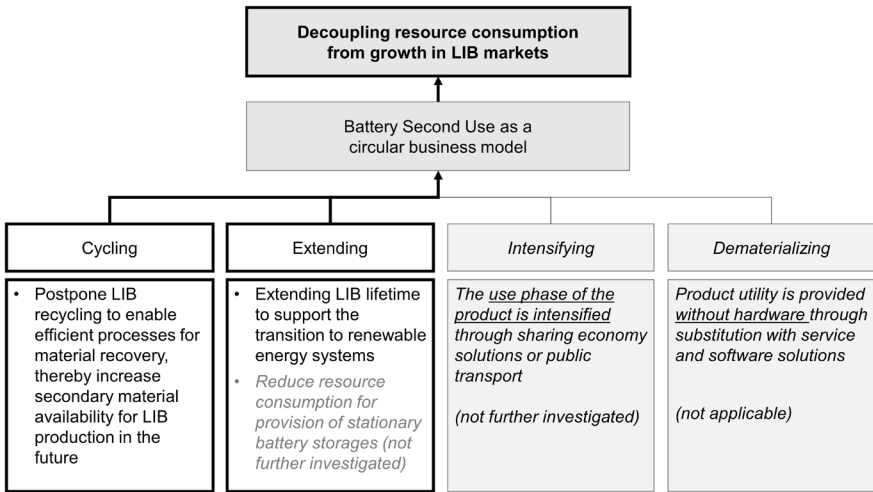 Decoupling resource consumption
from growth in LIB markets
Battery Second Use as a
circular business model
Cycling
Extending
Intensifying
Dematerializing
• Postpone LIB
recycling to enable
efficient processes for
material recovery,
thereby increase
secondary material
availability for LIB
production in the
future
• Extending LIB lifetime
to support the
transition to renewable
energy systems
• Reduce resource
consumption for
provision of stationary
battery storages (not
further investigated)
The use phase of the
product is intensified
through sharing economy
solutions or public
transport
(not further investigated)
Product utility is provided
without hardware through
substitution with service
and software solutions
(not applicable)